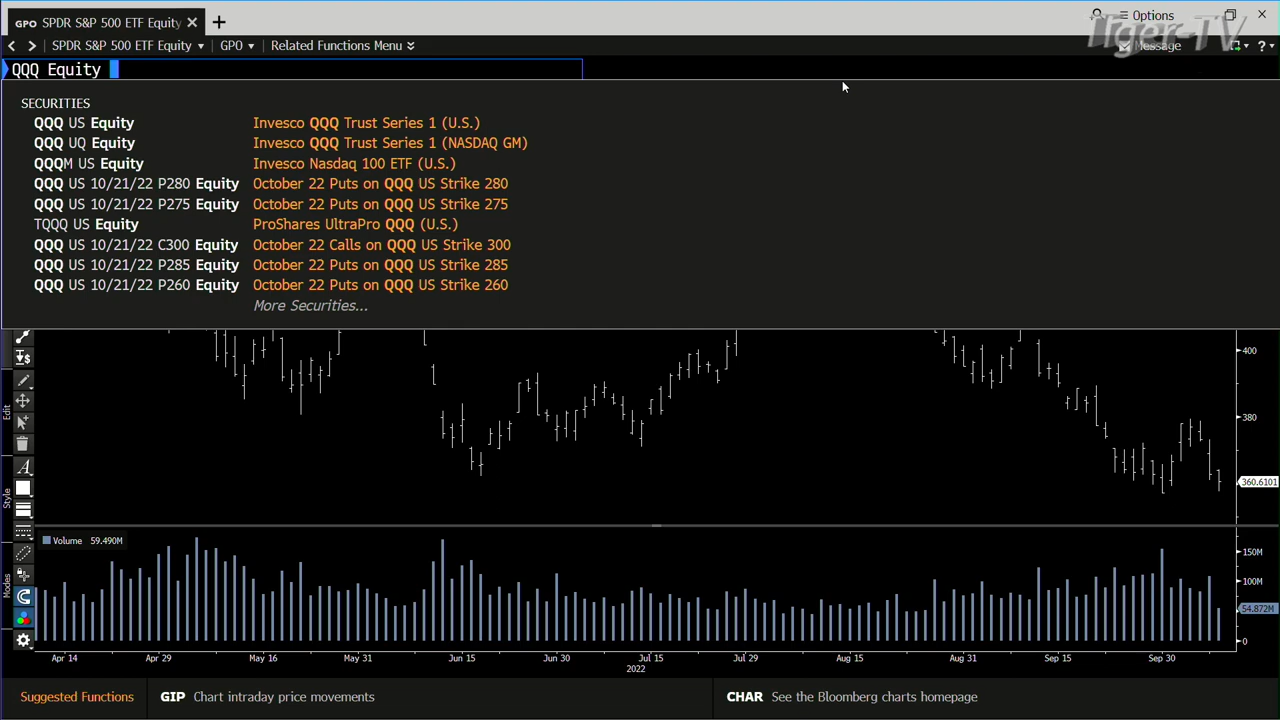 GPO SPDR S&P 500 ETF Equity
Options
Tiger-TV
SPDR S&P 500 ETF Equity GPO Related Functions Menu Message ?
QQQ Equity
SECURITIES
QQQ US Equity Invesco QQQ Trust Series 1 (U.S.)
QQQ UQ Equity Invesco QQQ Trust Series 1 (NASDAQ GM)
QQQM US Equity Invesco Nasdaq 100 ETF (U.S.)
QQQ US 10/21/22 P280 Equity October 22 Puts on QQQ US Strike 280
QQQ US 10/21/22 P275 Equity October 22 Puts on QQQ US Strike 275
TQQQ US Equity ProShares UltraPro QQQ (U.S.)
QQQ US 10/21/22 C300 Equity October 22 Calls on QQQ US Strike 300
QQQ US 10/21/22 P285 Equity October 22 Puts on QQQ US Strike 285
QQQ US 10/21/22 P260 Equity October 22 Puts on QQQ US Strike 260
More Securities...
400
Edit
380
A
360.6101
Style
Volume 59.490M
150M
Modes
100M
54.872M
0
Apr 14 Apr 29 May 16 May 31 Jun 15 Jun 30 Jul 15 Jul 29 Aug 15 Aug 31 Sep 15 Sep 30
2022
Suggested Functions GIP Chart intraday price movements CHAR See the Bloomberg charts homepage